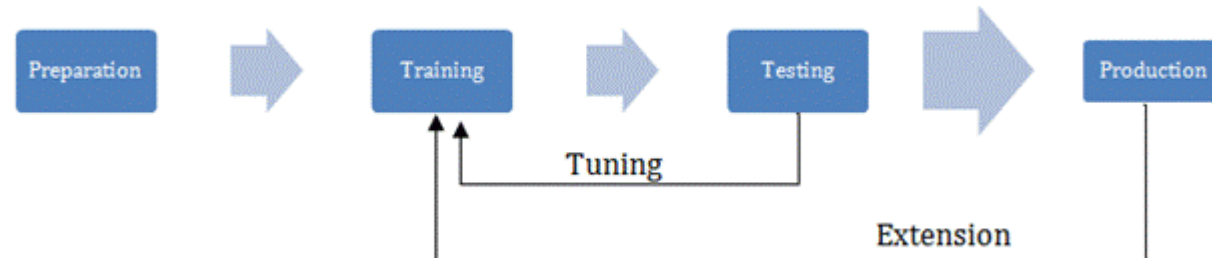 Preparation
Training
Testing
Production
Tuning
Extension